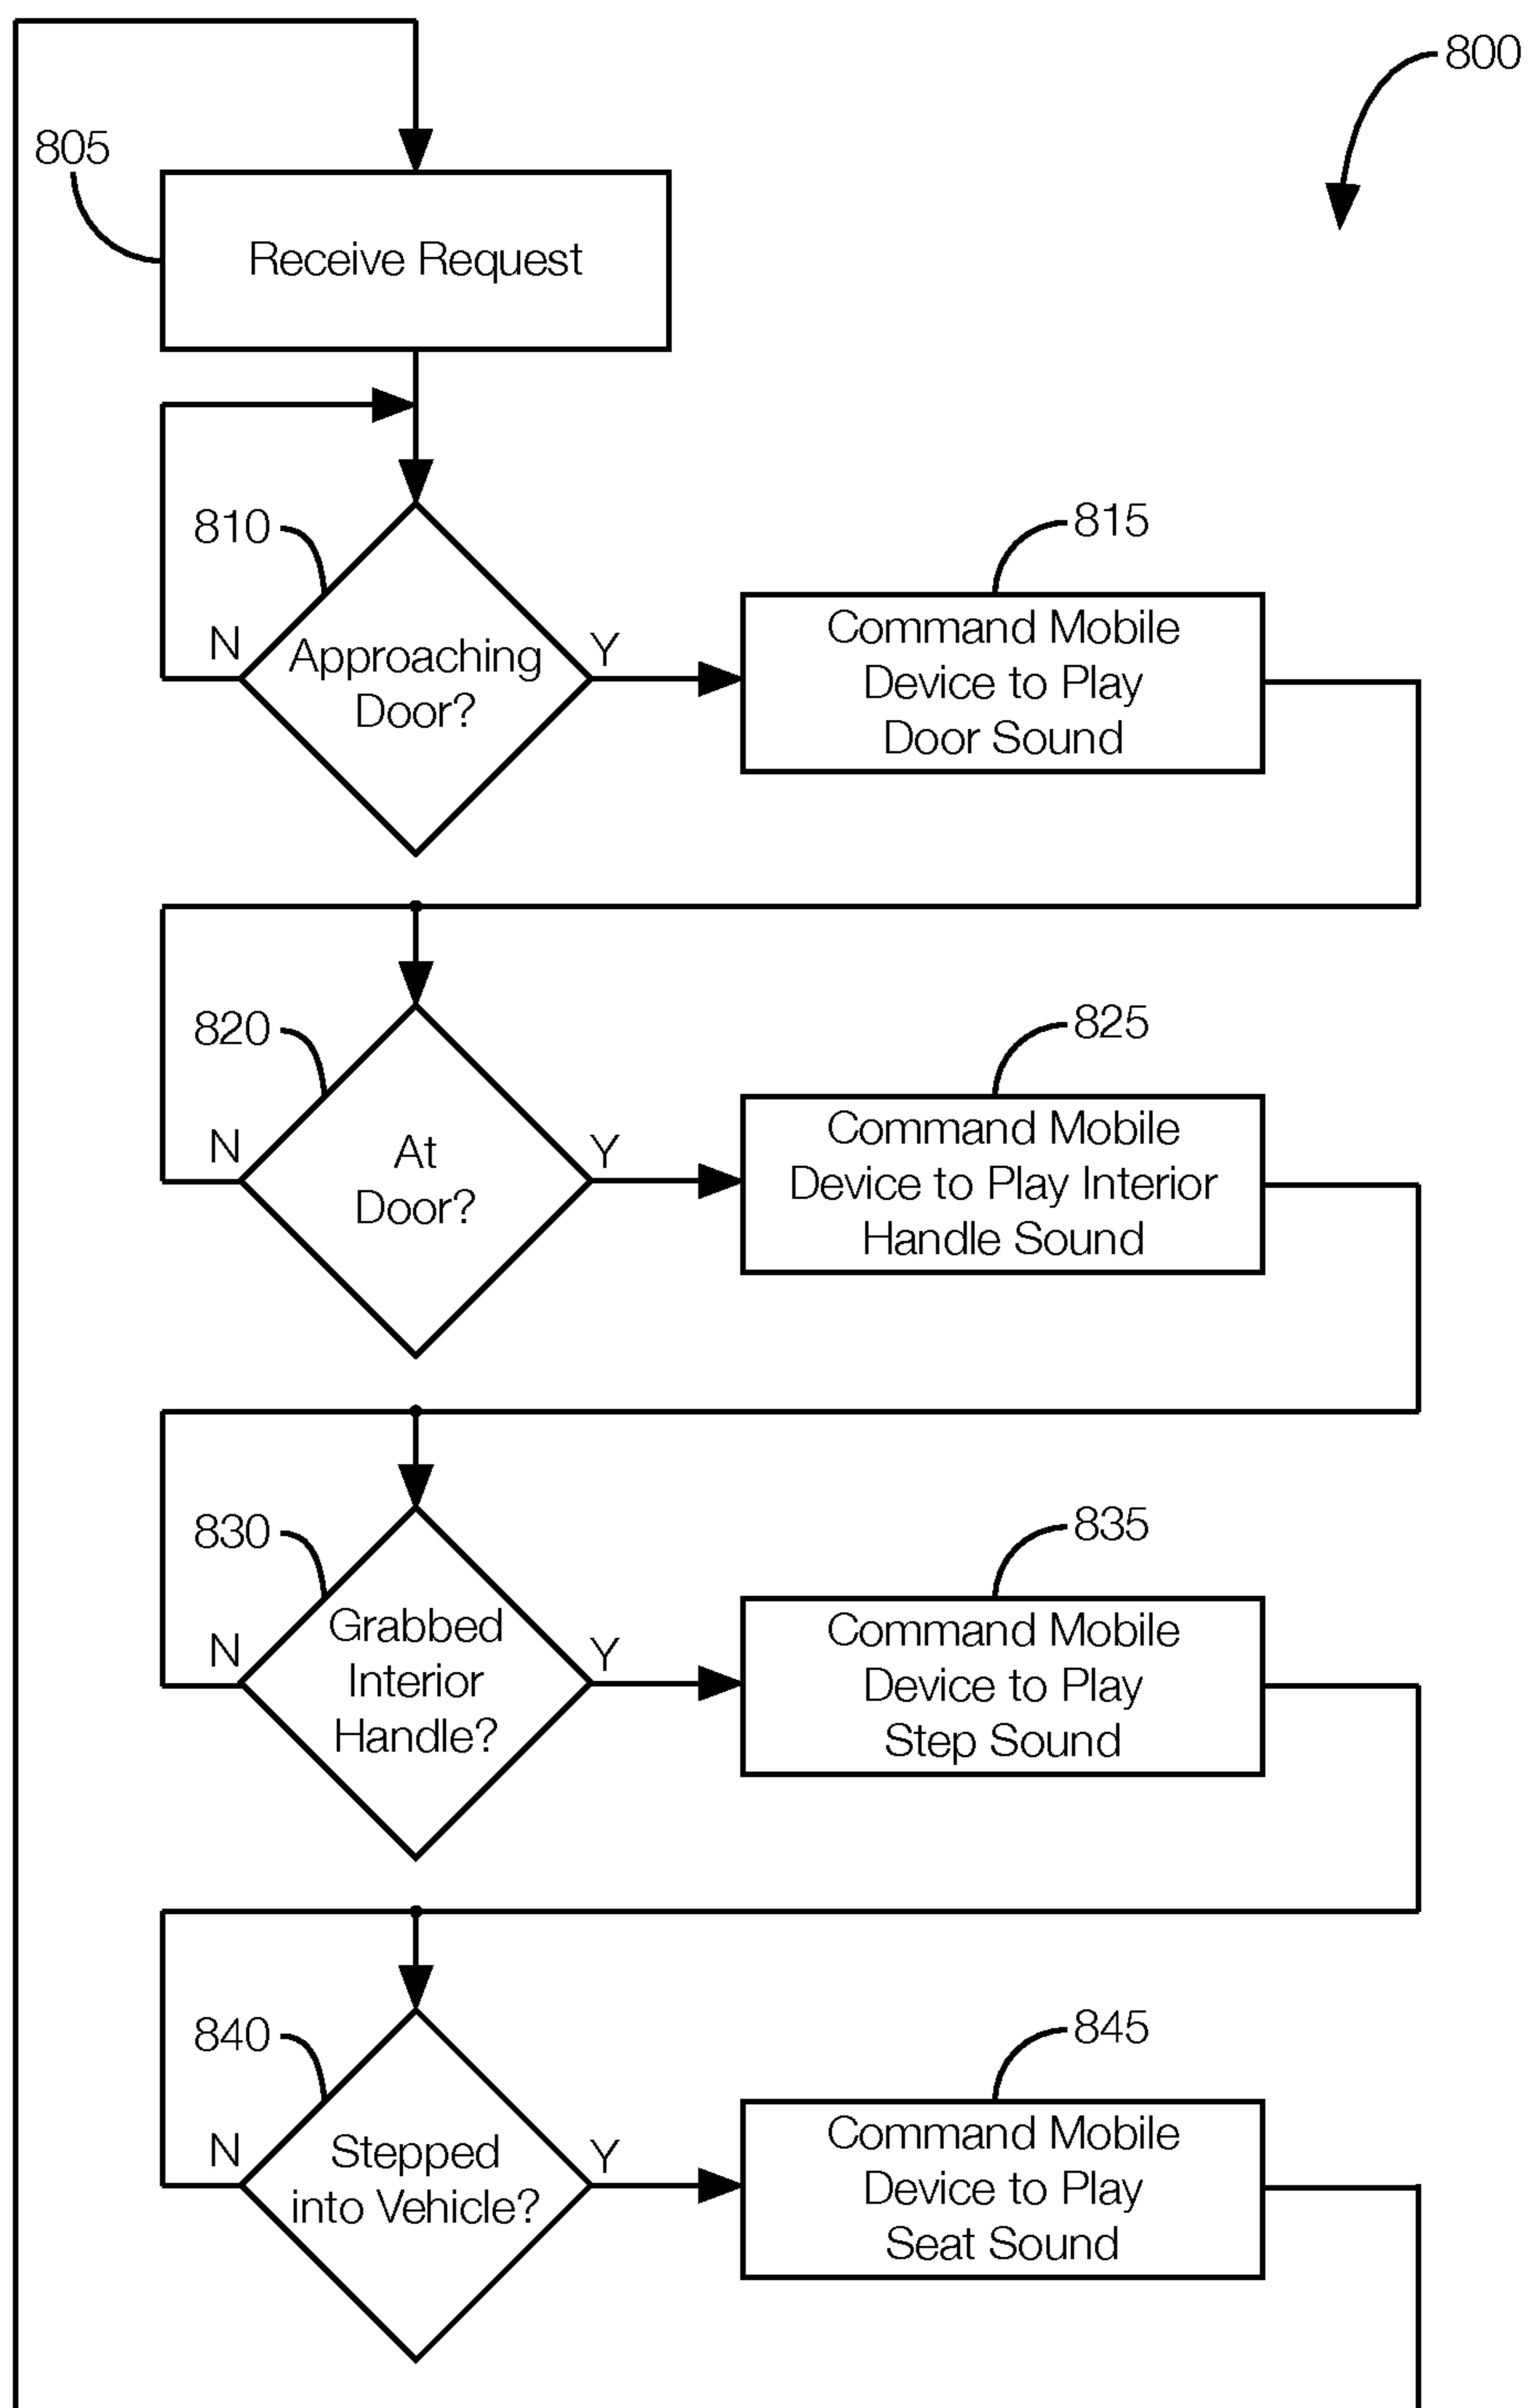 800
805
Receive Request
810
815
N
Approaching
Door?
Y
Command Mobile
Device to Play
Door Sound
820
825
N
At
Door?
Y
Command Mobile
Device to Play Interior
Handle Sound
830
835
N
Grabbed
Interior
Handle?
Y
Command Mobile
Device to Play
Step Sound
840
845
N
Stepped
into Vehicle?
Y
Command Mobile
Device to Play
Seat Sound